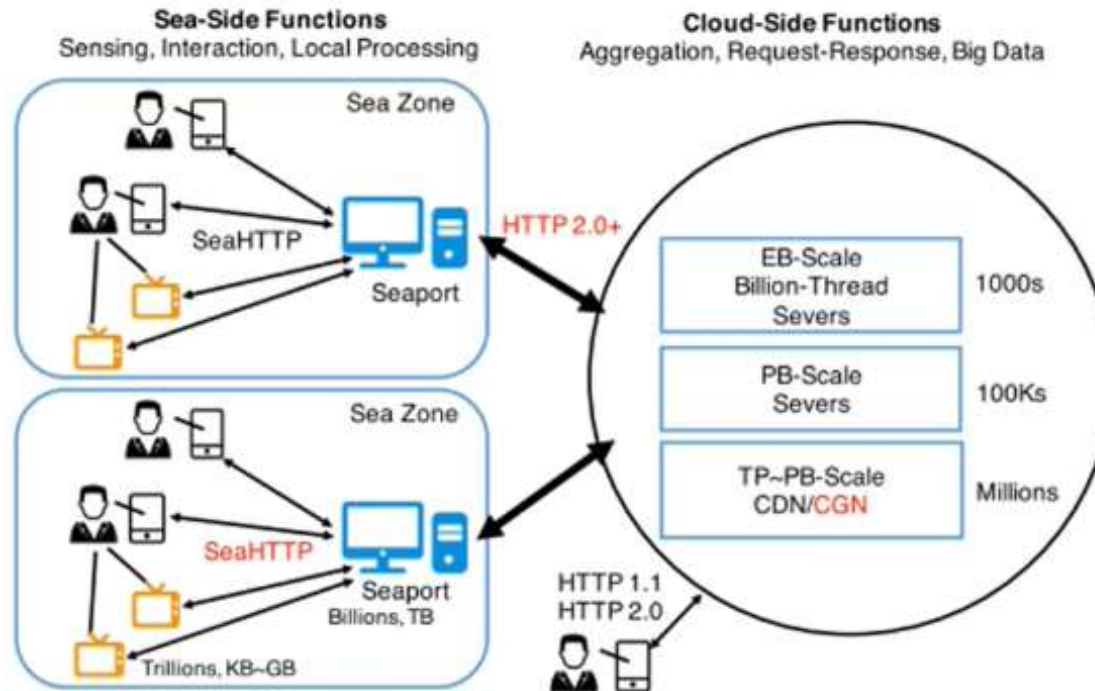 Sea-Side Functions
Sensing, Interaction, Local Processing
Cloud-Side Functions
Aggregation, Request-Response, Big Data
Sea Zone
SeaHTTP
Seaport
HTTP 2.0+
EB-Scale
Billion-Thread
Severs
1000s
PB-Scale
Severs
100Ks
TP~PB-Scale
CDN/CGN
Millions
Sea Zone
SeaHTTP
Seaport
Billions, TB
Trillions, KB~GB
HTTP 1.1
HTTP 2.0